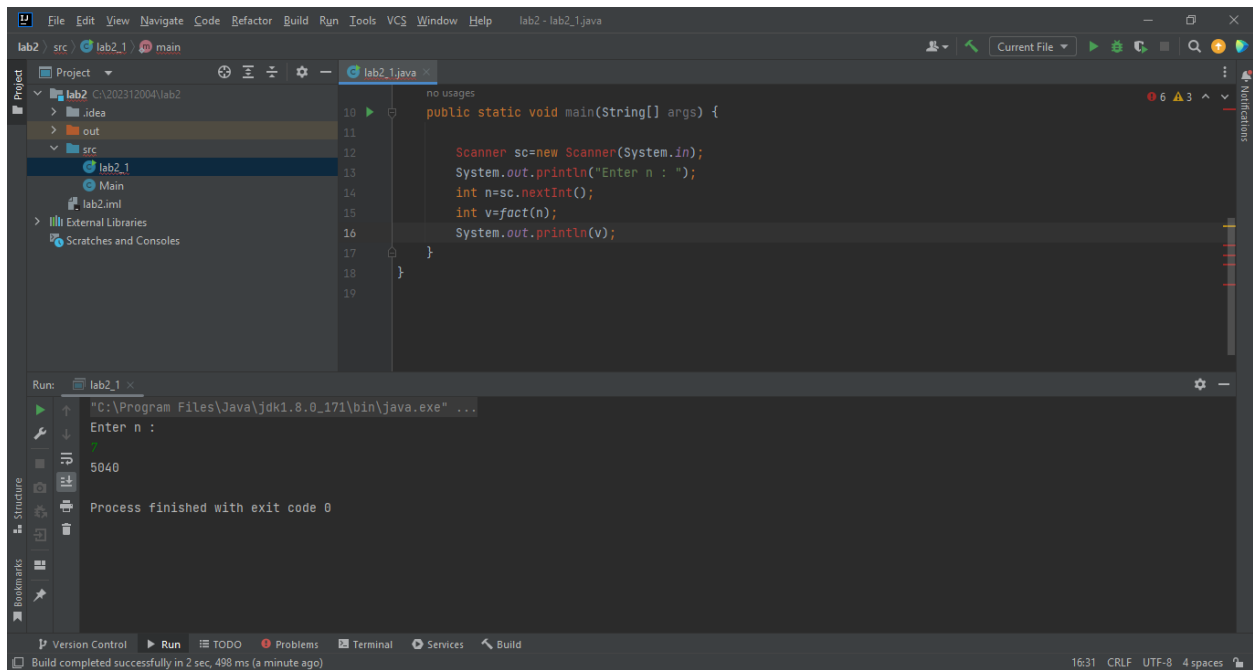 File Edit View Navigate Code Refactor Build Run Tools VCS Window Help lab2 - lab2_1.java
lab2 src lab2_1 main
Current File
Project
lab2_1.java
Project
lab2 C:\202312004\lab2
.idea
out
src
lab2_1
Main
lab2.iml
External Libraries
Scratches and Consoles
no usages
6 3
10 public static void main(String[] args) {
11
12 Scanner sc=new Scanner(System.in);
13 System.out.println("Enter n : ");
14 int n=sc.nextInt();
15 int v=fact(n);
16 System.out.println(v);
17 }
18 }
19
Notifications
Run: lab2_1
"C:\Program Files\Java\jdk1.8.0_171\bin\java.exe" ...
Enter n :
7
5040
Process finished with exit code 0
Structure
Bookmarks
Version Control Run TODO Problems Terminal Services Build
Build completed successfully in 2 sec, 498 ms (a minute ago)
16:31 CRLF UTF-8 4 spaces